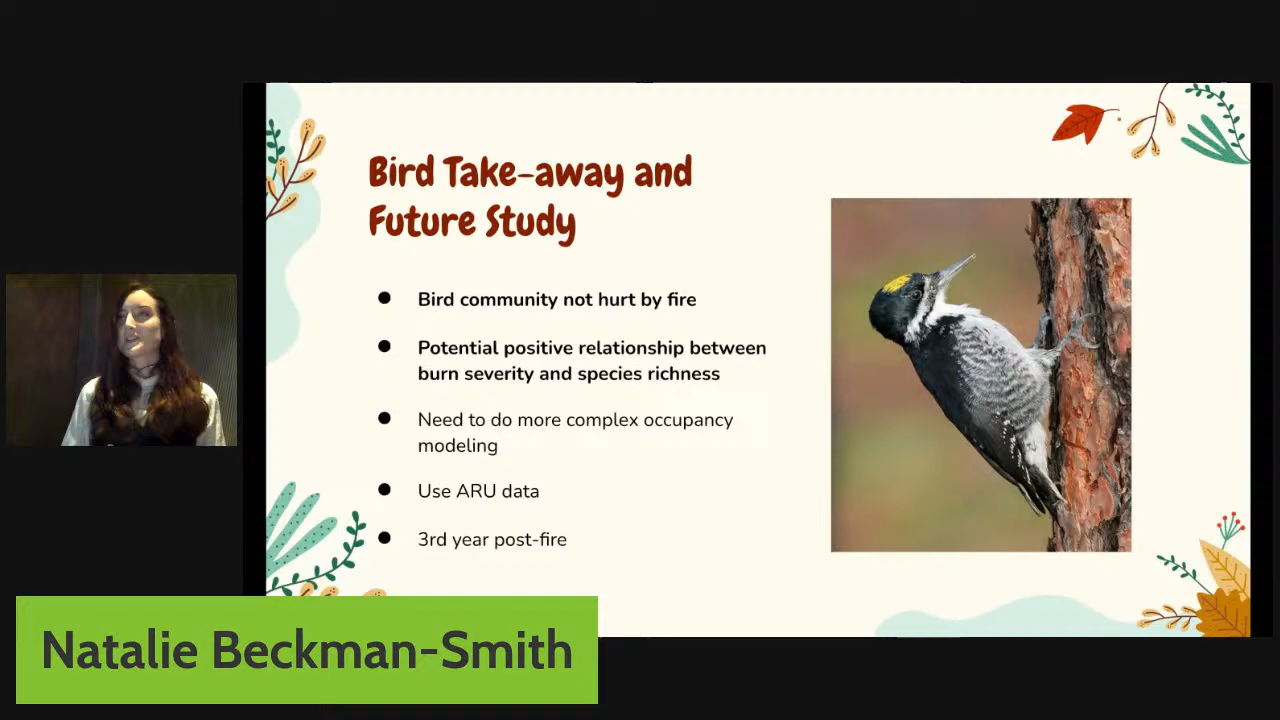 Bird Take-away and
Future Study
Bird community not hurt by fire
Potential positive relationship between
burn severity and species richness
Need to do more complex occupancy
modeling
Use ARU data
3rd year post-fire
Natalie Beckman-Smith